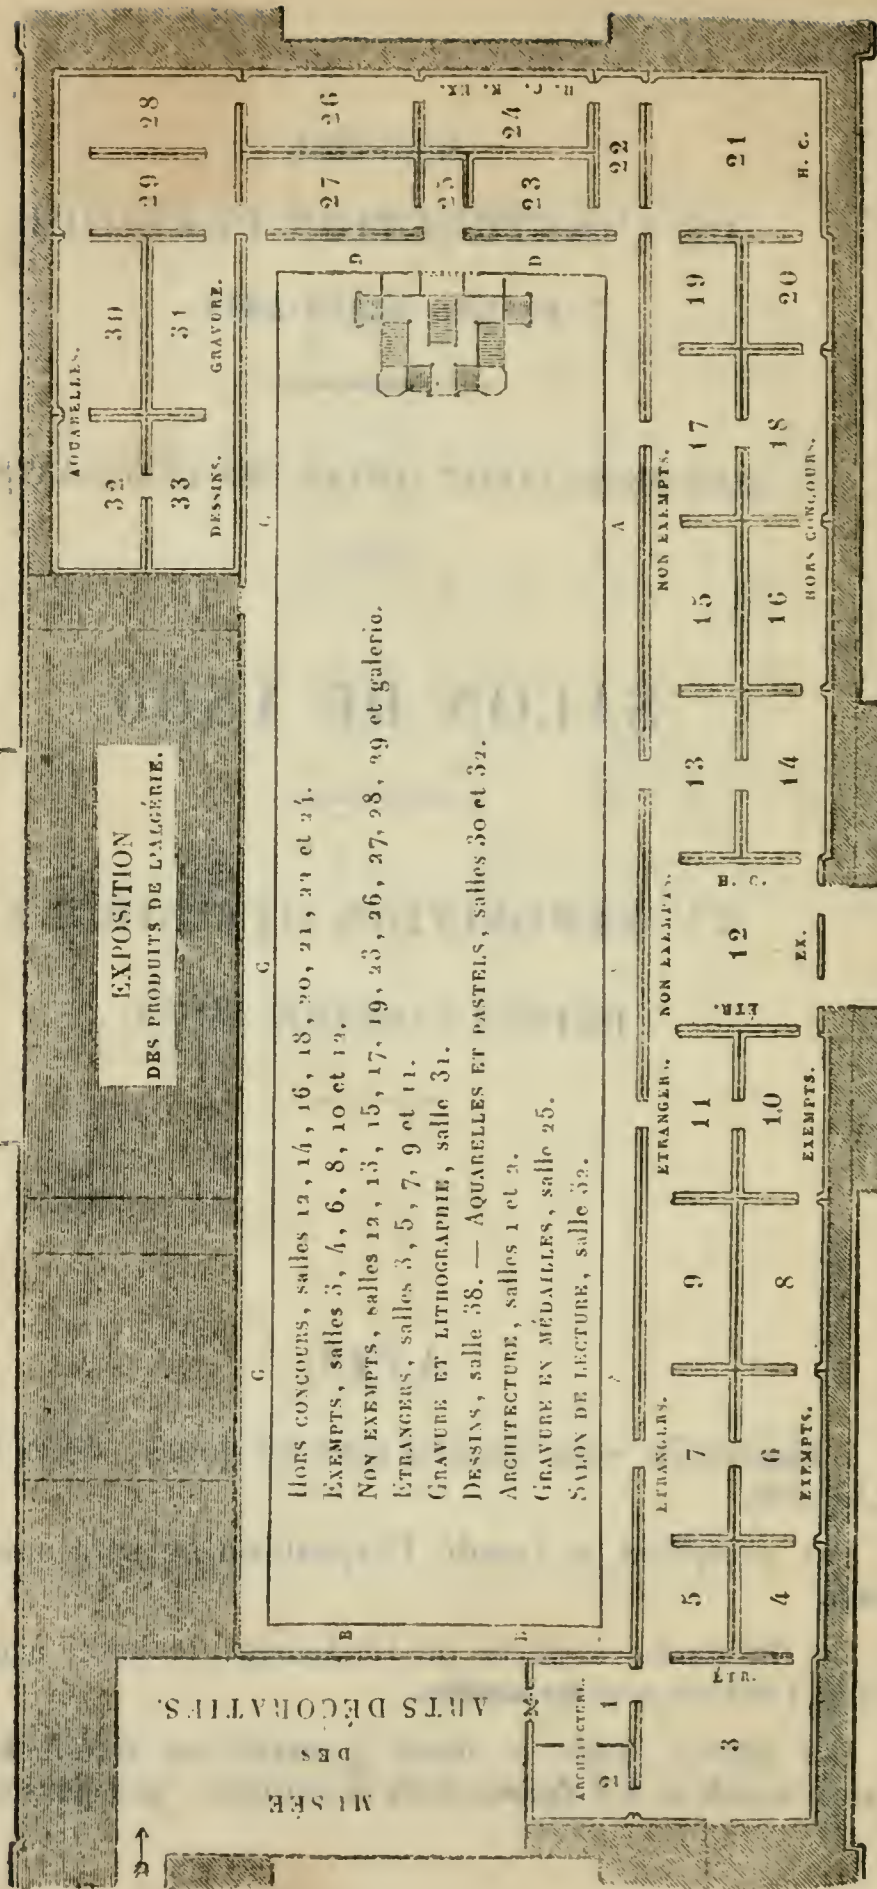 EXPOSITION
DES PRODUITS DE L'ALGÉRIE.
AQUARELLES.
32
30
29
28
33
31
DESSINS.
GRAVURE.
26
27
25
24
23
22
H. C. N. EX.
21
H. C.
D
D
G
G
G
HORS CONCOURS, salles 12, 14, 16, 18, 20, 21, 22 et 24.
EXEMPTS, salles 3, 4, 6, 8, 10 et 12.
NON EXEMPTS, salles 12, 13, 15, 17, 19, 23, 26, 27, 28, 29 et galerie.
ETRANGERS, salles 3, 5, 7, 9 et 11.
GRAVURE ET LITHOGRAPHIE, salle 31.
DESSINS, salle 38. — AQUARELLES ET PASTELS, salles 30 et 32.
ARCHITECTURE, salles 1 et 2.
GRAVURE EN MÉDAILLES, salle 25.
SALON DE LECTURE, salle 32.
B
A
MUSÉE
DES
ARTS DÉCORATIFS.
ARCHITECTURE.
2
1
3
ETRANGERS.
ETRANGERS.
NON EXEMPTS.
NON EXEMPTS.
5
7
9
11
12
13
15
17
19
4
6
8
10
14
16
18
20
ETR.
ETR.
H. C.
EX.
EXEMPTS.
EXEMPTS.
HORS CONCOURS.